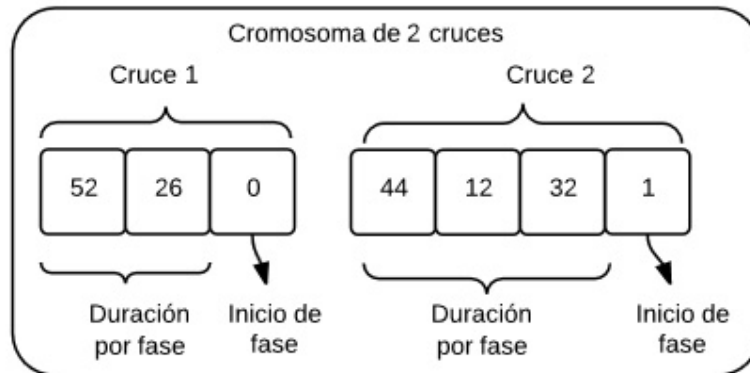 Cromosoma de 2 cruces
Cruce 1
Cruce 2
52 26 0
44 12 32 1
Duración
por fase
Inicio de
fase
Duración
por fase
Inicio de
fase